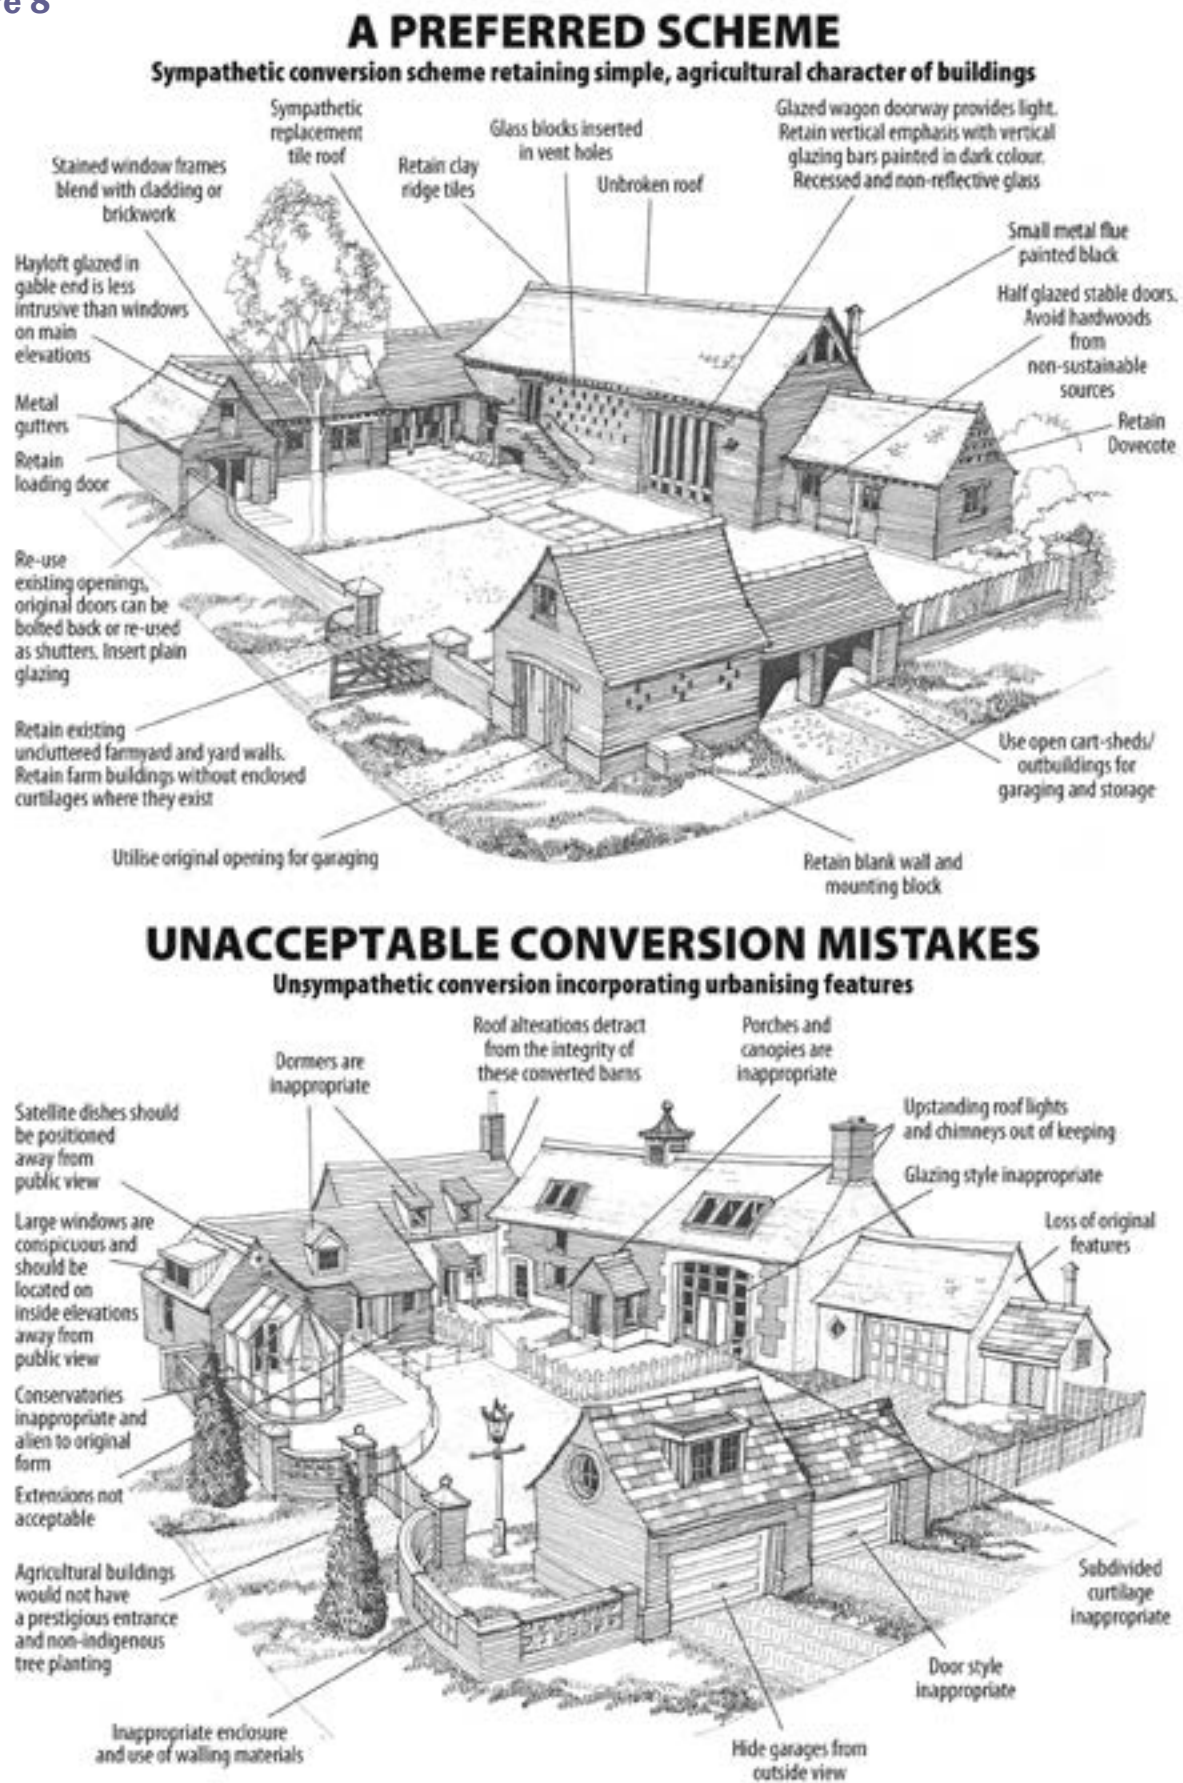 e 8
A PREFERRED SCHEME
Sympathetic conversion scheme retaining simple, agricultural character of buildings
Sympathetic
replacement
tile roof
Glass blocks inserted
in vent holes
Glazed wagon doorway provides light.
Retain vertical emphasis with vertical
glazing bars painted in dark colour.
Recessed and non-reflective glass
Stained window frames
blend with cladding or
brickwork
Retain clay
ridge tiles
Unbroken roof
Small metal flue
painted black
Hayloft glazed in
gable end is less
intrusive than windows
on main
elevations
Half glazed stable doors.
Avoid hardwoods
from
non-sustainable
sources
Metal
gutters
Retain
Dovecote
Retain
loading door
Re-use
existing openings,
original doors can be
bolted back or re-used
as shutters. Insert plain
glazing
Retain existing
uncluttered farmyard and yard walls.
Retain farm buildings without enclosed
curtilages where they exist
Use open cart-sheds/
outbuildings for
garaging and storage
Utilise original opening for garaging
Retain blank wall and
mounting block
UNACCEPTABLE CONVERSION MISTAKES
Unsympathetic conversion incorporating urbanising features
Dormers are
inappropriate
Roof alterations detract
from the integrity of
these converted barns
Porches and
canopies are
inappropriate
Satellite dishes should
be positioned
away from
public view
Upstanding roof lights
and chimneys out of keeping
Glazing style inappropriate
Large windows are
conspicuous and
should be
located on
inside elevations
away from
public view
Loss of original
features
Conservatories
inappropriate and
alien to original
form
Extensions not
acceptable
Agricultural buildings
would not have
a prestigious entrance
and non-indigenous
tree planting
Subdivided
curtilage
inappropriate
Door style
inappropriate
Inappropriate enclosure
and use of walling materials
Hide garages from
outside view